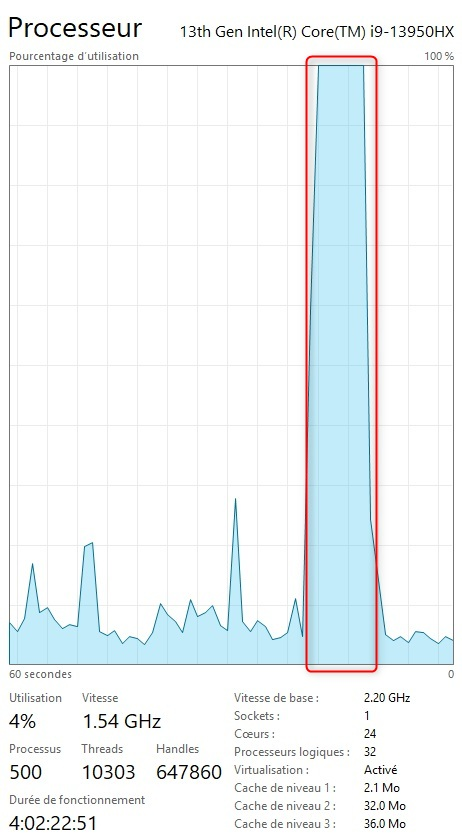 Processeur 13th Gen Intel(R) Core(TM) i9-13950HX
Pourcentage d'utilisation 100 %
60 secondes 0
Utilisation Vitesse
4% 1.54 GHz
Processus Threads Handles
500 10303 647860
Durée de fonctionnement
4:02:22:51
Vitesse de base : 2.20 GHz
Sockets : 1
Cœurs : 24
Processeurs logiques : 32
Virtualisation : Activé
Cache de niveau 1 : 2.1 Mo
Cache de niveau 2 : 32.0 Mo
Cache de niveau 3 : 36.0 Mo